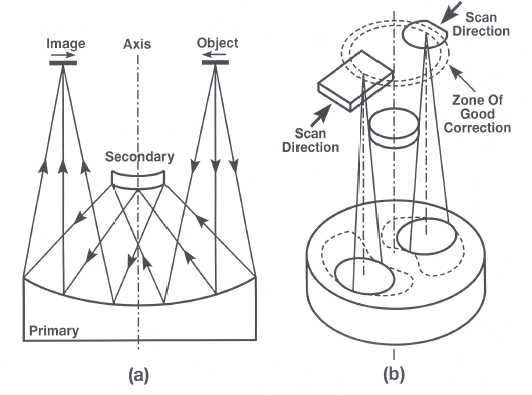 Image
Axis
Object
Secondary
Primary
(a)
Scan
Direction
Zone Of
Good
Correction
Scan
Direction
(b)